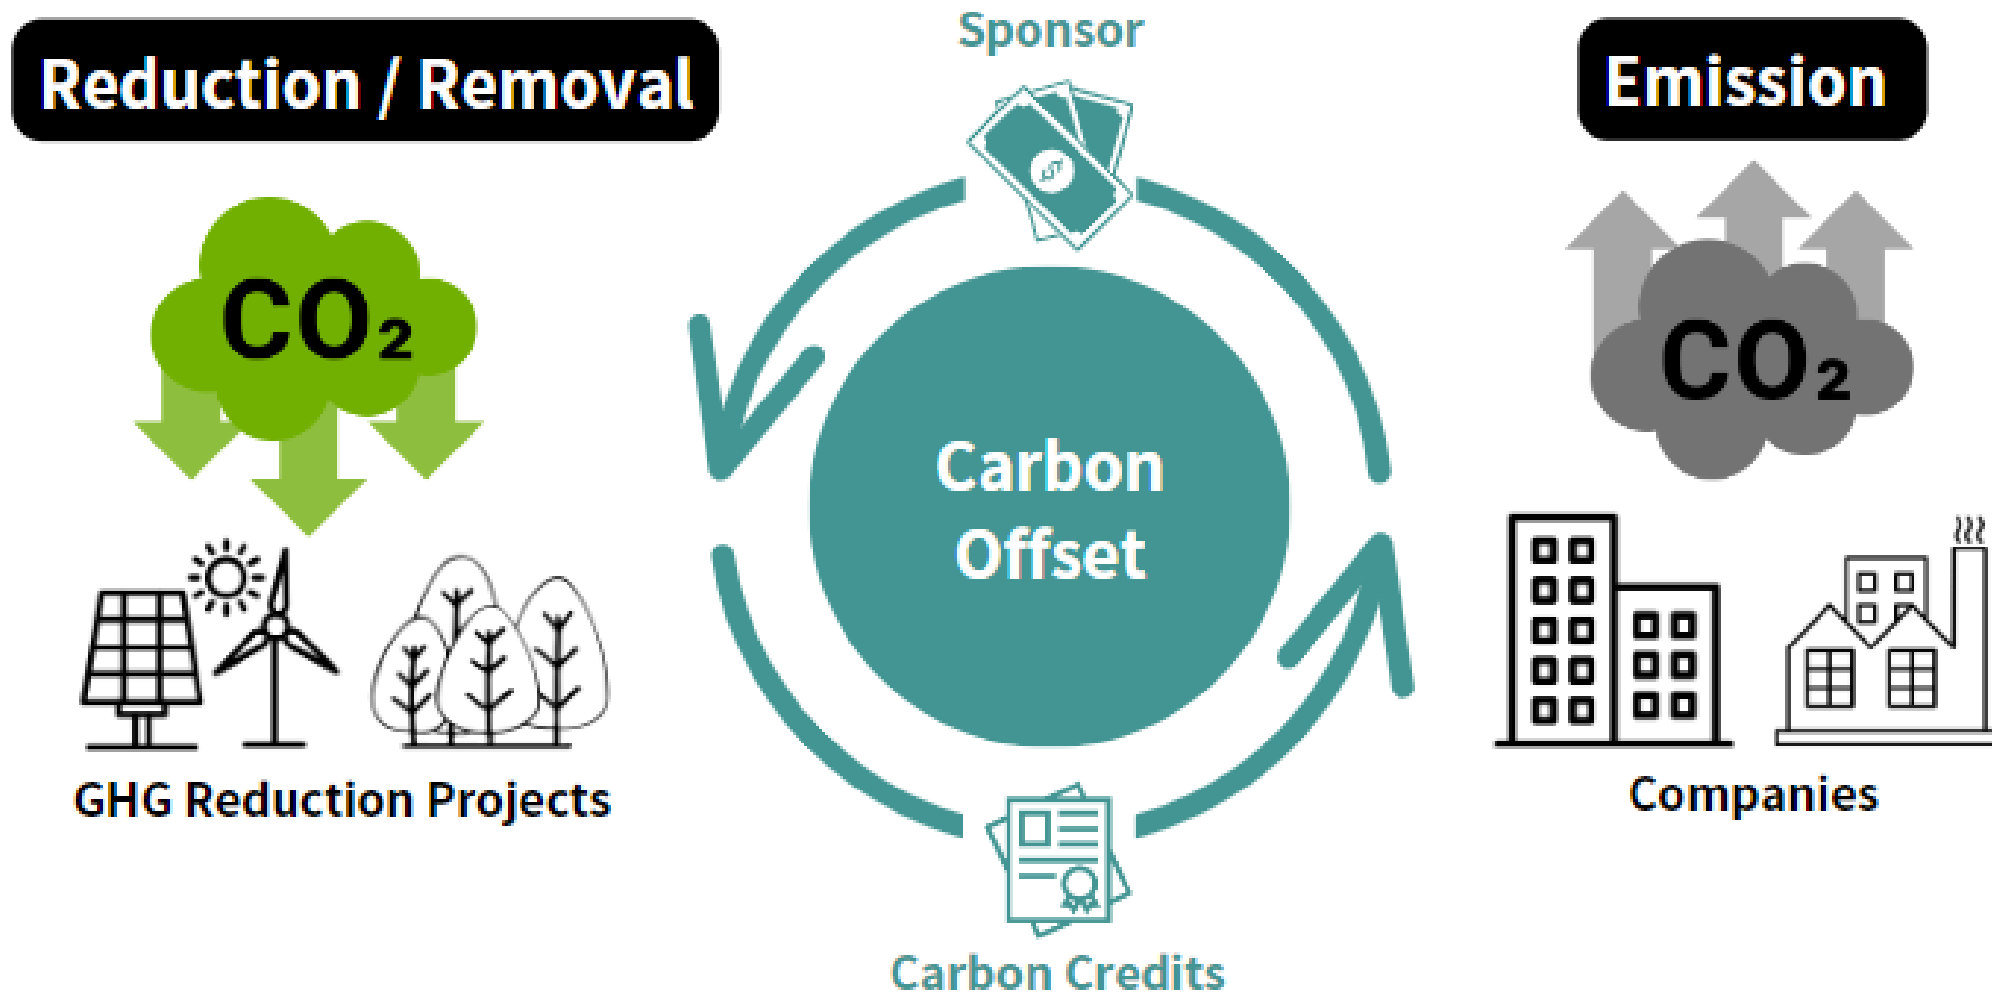 Reduction / Removal
Sponsor
Emission
CO₂
CO₂
Carbon
Offset
GHG Reduction Projects
Companies
Carbon Credits